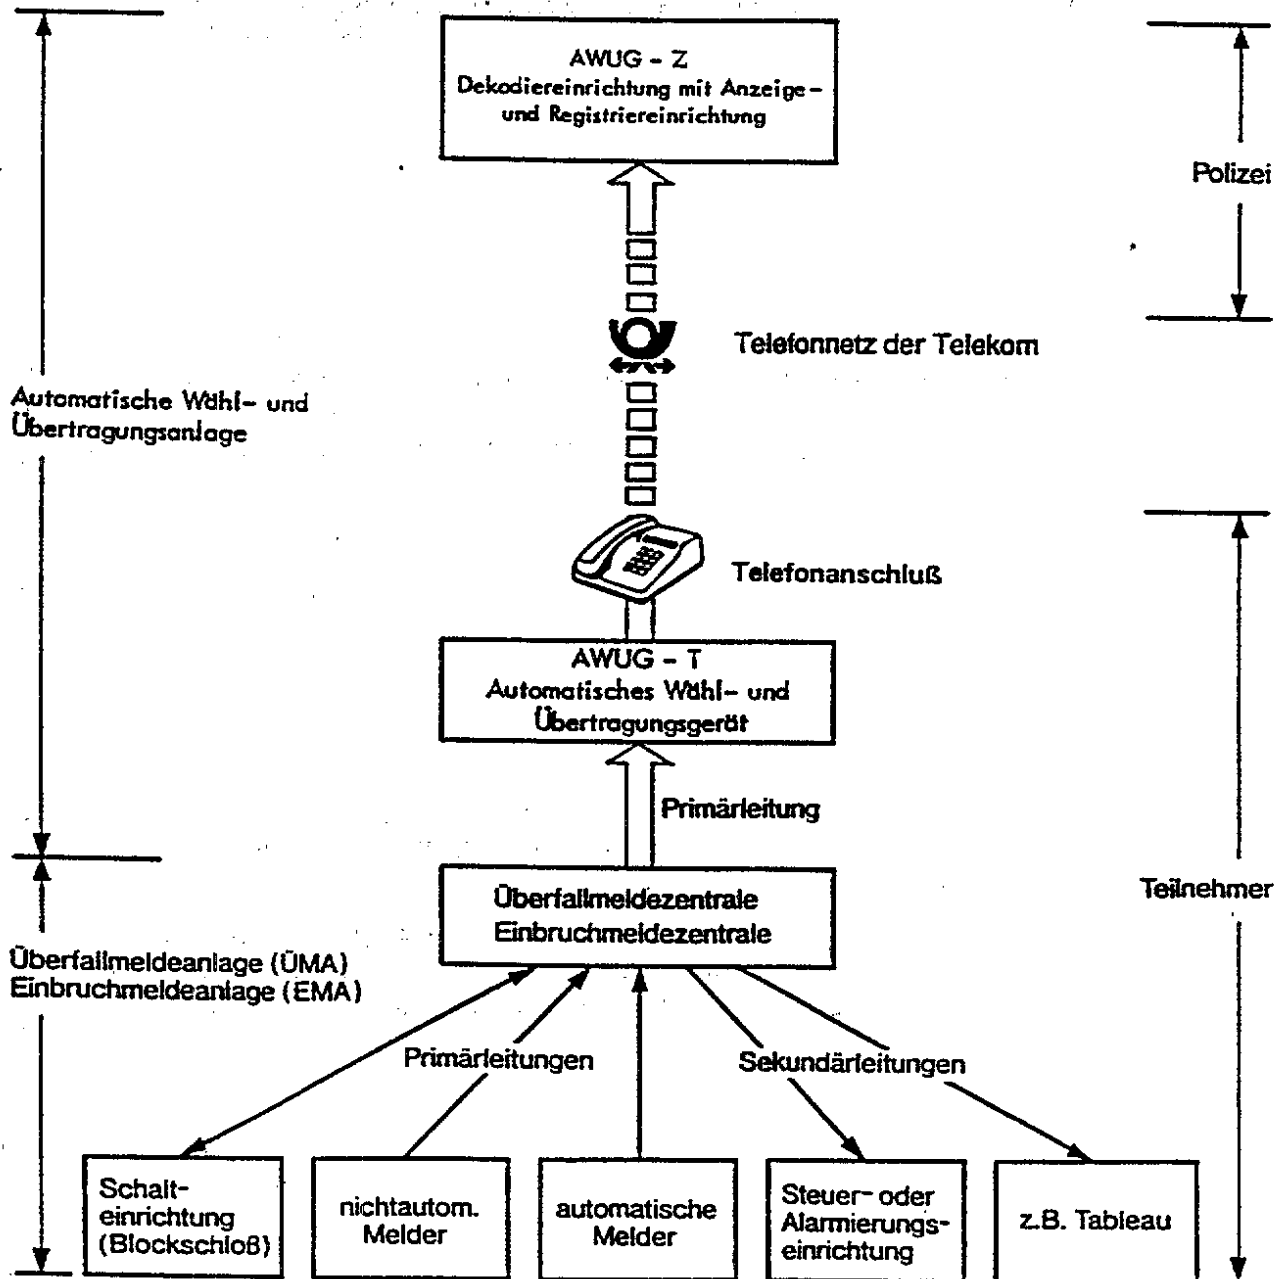 AWUG - Z
Dekodiereinrichtung mit Anzeige-
und Registriereinrichtung
Polizei
Telefonnetz der Telekom
Automatische Wähl- und
Übertragungsanlage
Telefonanschluß
AWUG - T
Automatisches Wähl- und
Übertragungsgerät
Primärleitung
Überfallmeldezentrale
Einbruchmeldezentrale
Teilnehmer
Überfallmeldeanlage (ÜMA)
Einbruchmeldeanlage (EMA)
Primärleitungen
Sekundärleitungen
Schalt-
einrichtung
(Blockschloß)
nichtautom.
Melder
automatische
Melder
Steuer- oder
Alarmierungs-
einrichtung
z.B. Tableau